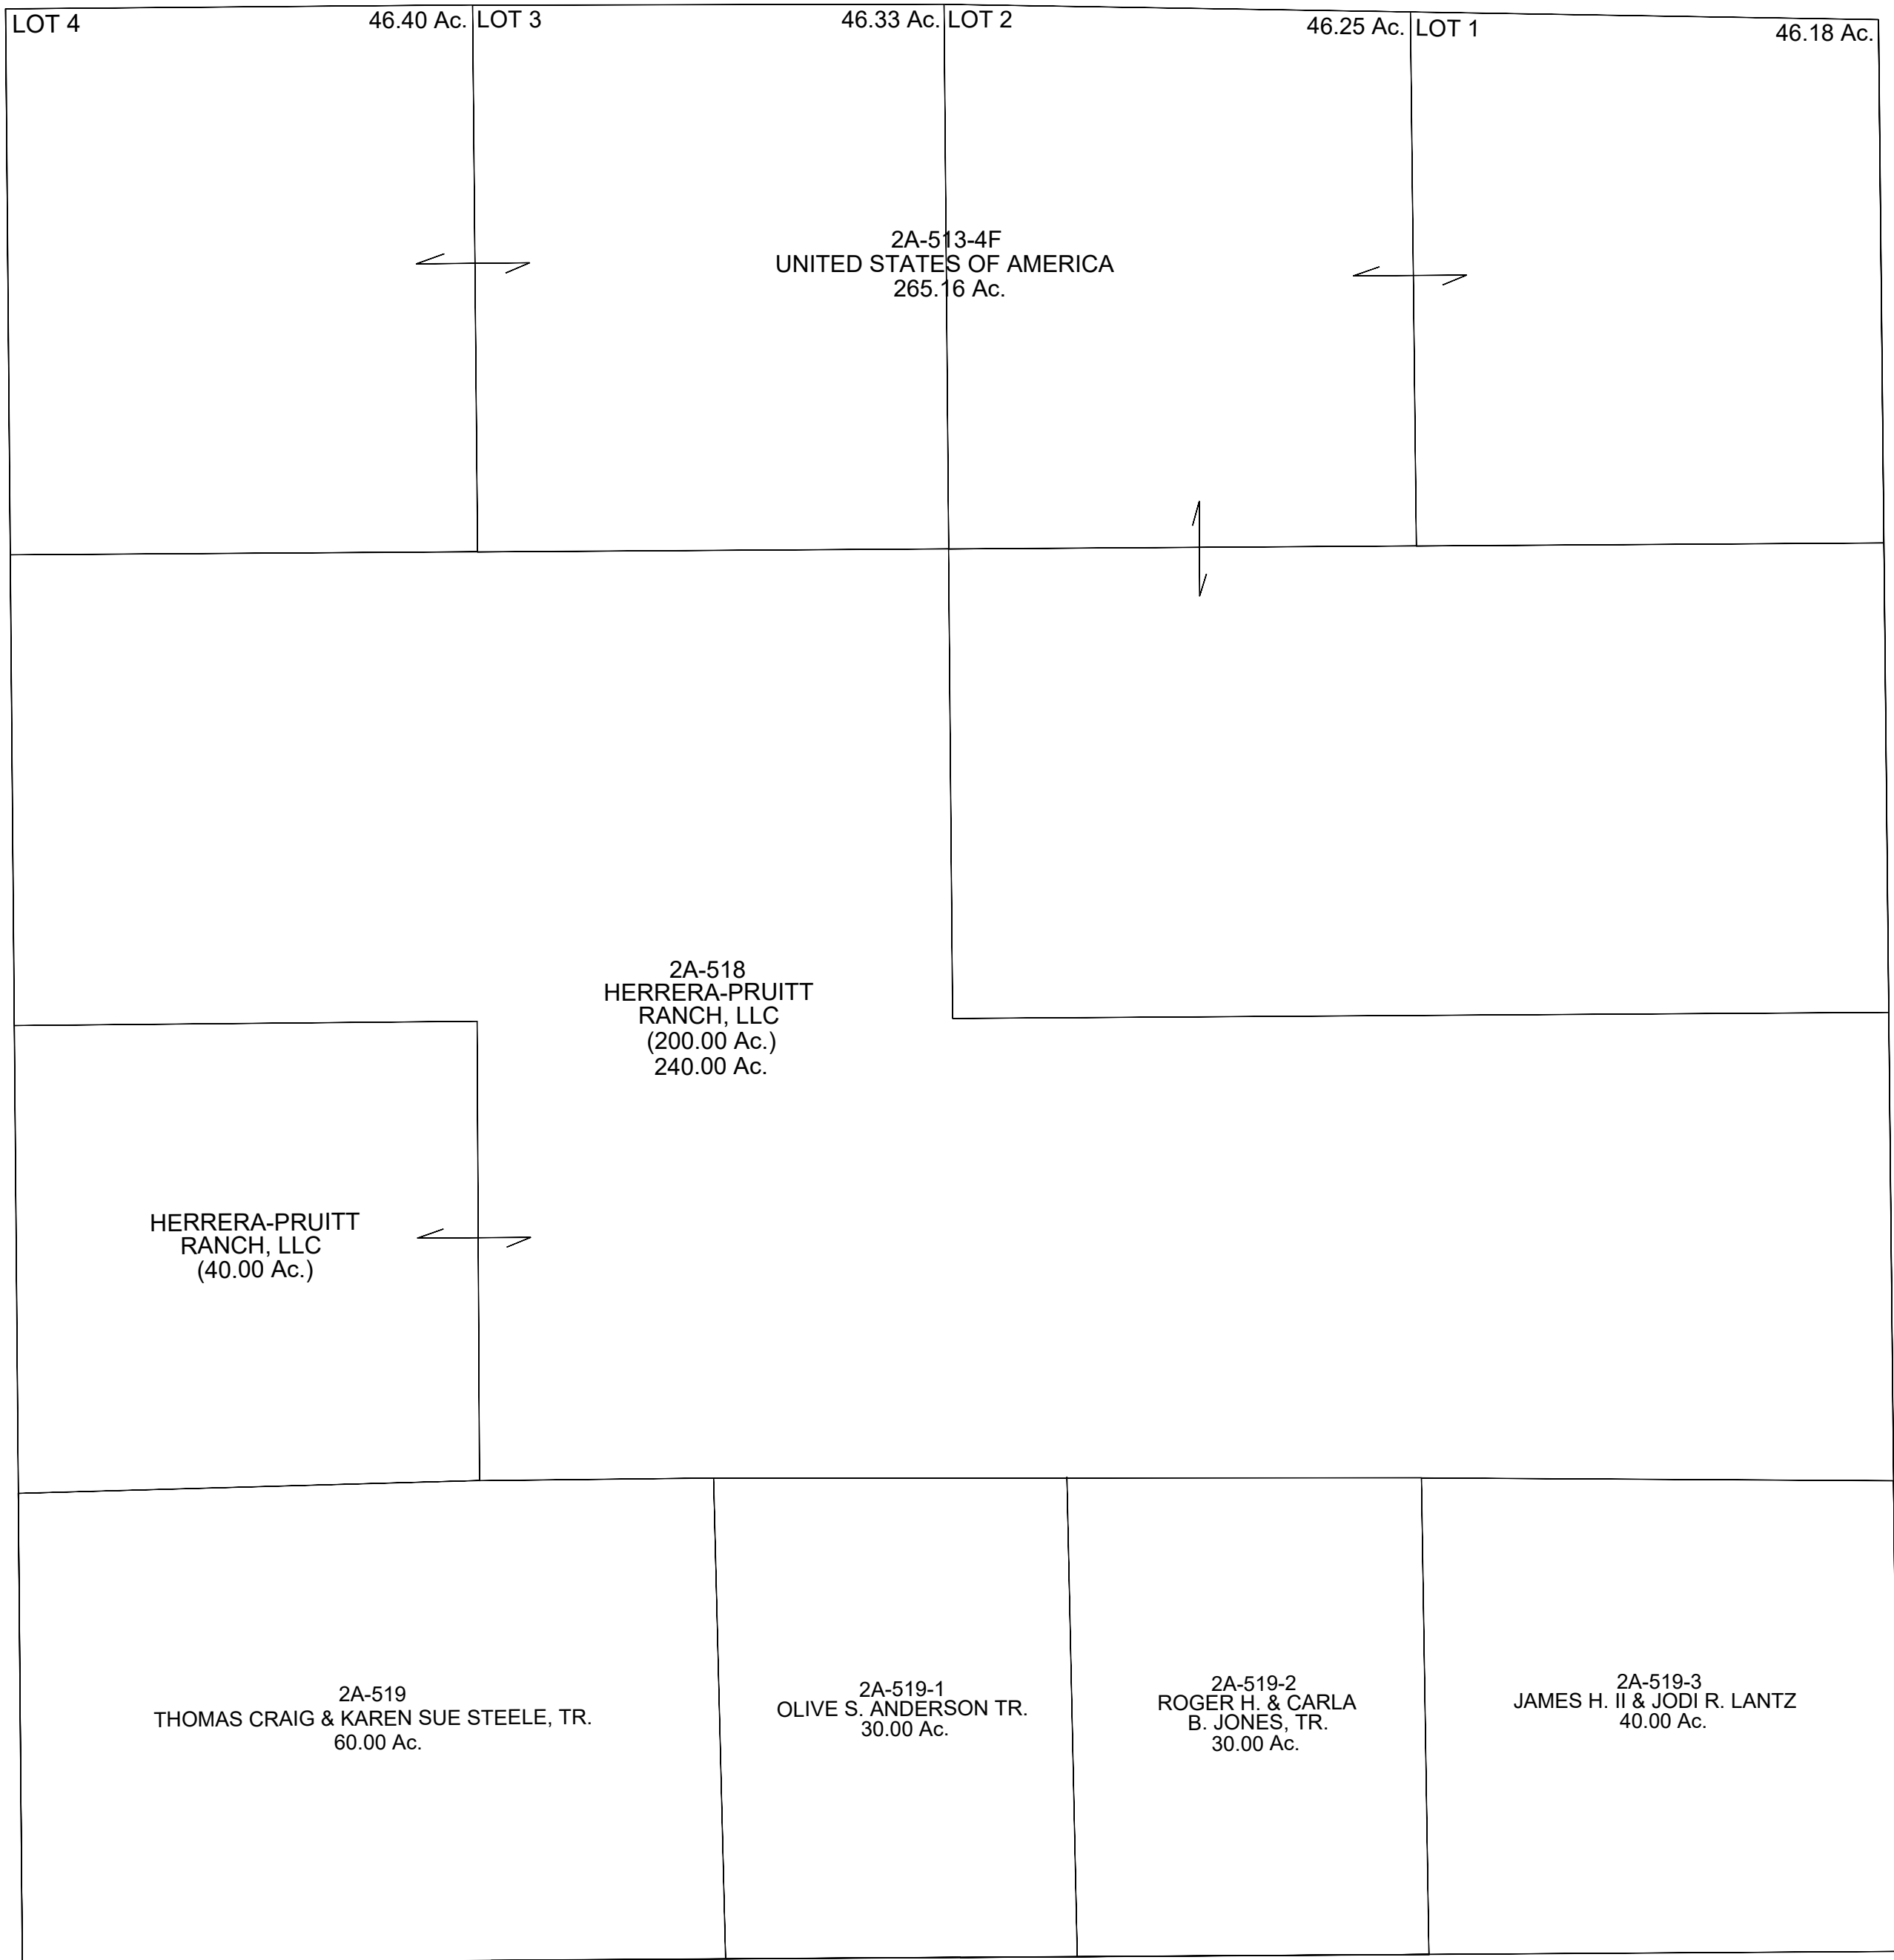 LOT 4
46.40 Ac.
LOT 3
46.33 Ac.
LOT 2
46.25 Ac.
LOT 1
46.18 Ac.
2A-513-4F
UNITED STATES OF AMERICA
265.16 Ac.
2A-518
HERRERA-PRUITT
RANCH, LLC
(200.00 Ac.)
240.00 Ac.
HERRERA-PRUITT
RANCH, LLC
(40.00 Ac.)
2A-519
THOMAS CRAIG & KAREN SUE STEELE, TR.
60.00 Ac.
2A-519-1
OLIVE S. ANDERSON TR.
30.00 Ac.
2A-519-2
ROGER H. & CARLA
B. JONES, TR.
30.00 Ac.
2A-519-3
JAMES H. II & JODI R. LANTZ
40.00 Ac.